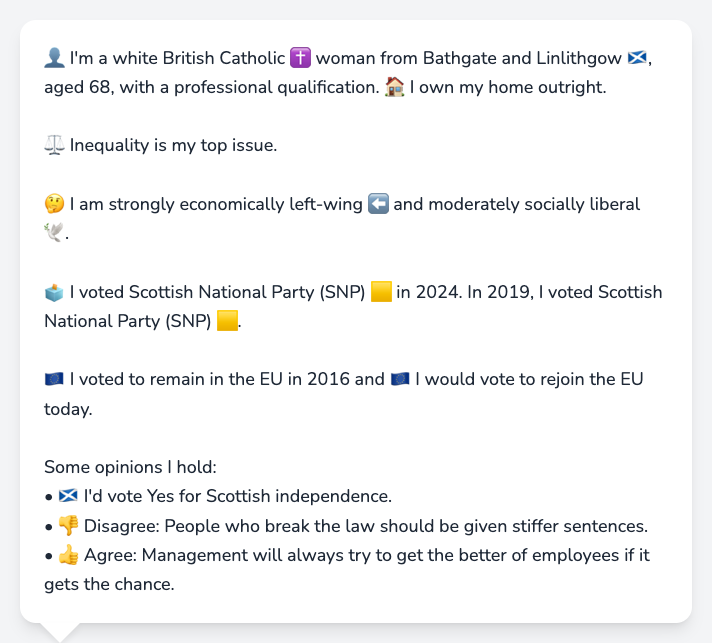 👤 I'm a white British Catholic ✝️ woman from Bathgate and Linlithgow 🏴󠁧󠁢󠁳󠁣󠁴󠁿,
aged 68, with a professional qualification. 🏠 I own my home outright.
⚖️ Inequality is my top issue.
🤔 I am strongly economically left-wing ⬅️ and moderately socially liberal
🕊️.
🗳️ I voted Scottish National Party (SNP) 🟨 in 2024. In 2019, I voted Scottish
National Party (SNP) 🟨.
🇪🇺 I voted to remain in the EU in 2016 and 🇪🇺 I would vote to rejoin the EU
today.
Some opinions I hold:
• 🏴󠁧󠁢󠁳󠁣󠁴󠁿 I'd vote Yes for Scottish independence.
• 👎 Disagree: People who break the law should be given stiffer sentences.
• 👍 Agree: Management will always try to get the better of employees if it
gets the chance.